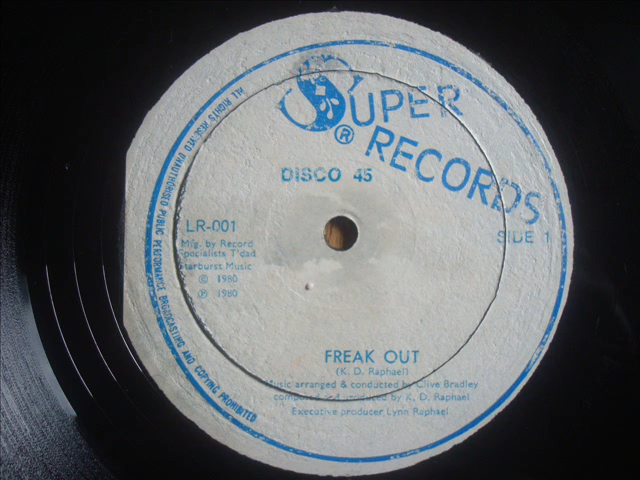 SUPER
® RECORDS
DISCO 45
LR-001
SIDE 1
Mfg. by Record
Specialists T'dad
Starburst Music
© 1980
℗ 1980
FREAK OUT
(K. D. Raphael)
Music arranged & conducted by Clive Bradley
composed & produced by K. D. Raphael
Executive producer Lynn Raphael
ALL RIGHTS RESERVED UNAUTHORISED PUBLIC PERFORMANCE BROADCASTING AND COPYING PROHIBITED